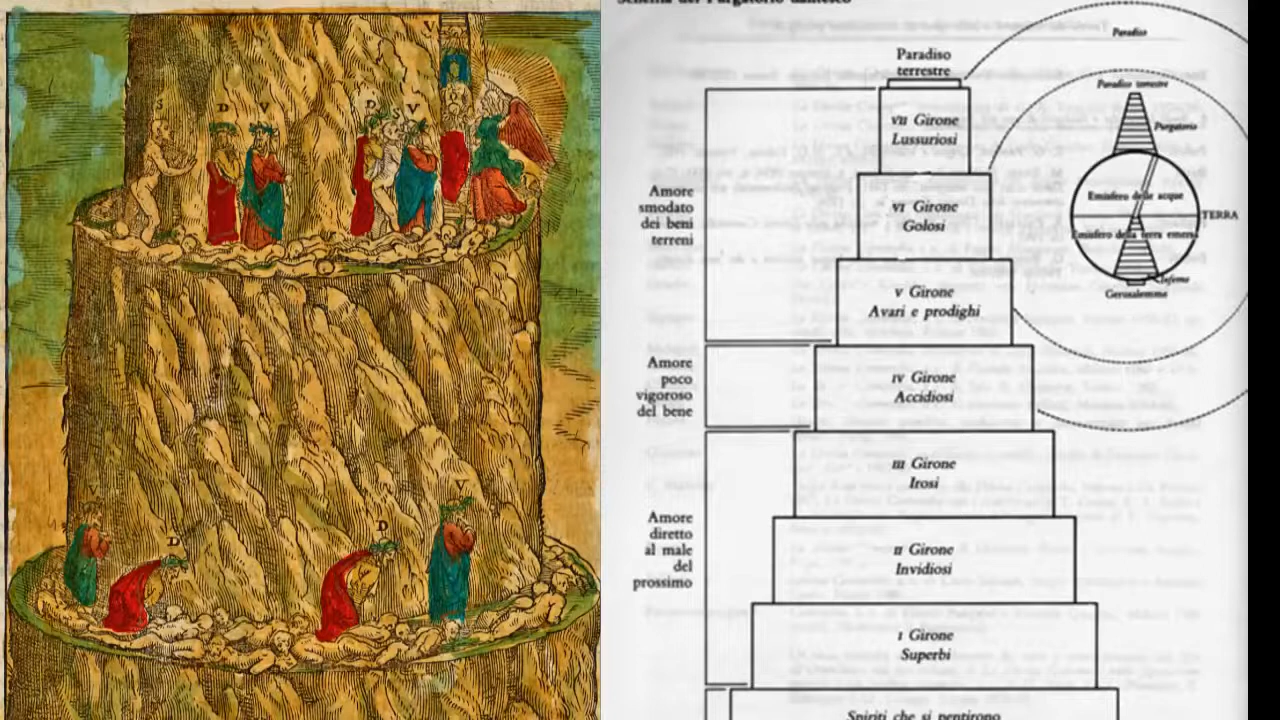 V
S
D
V
D
S
V
V
D
D
V
Schema del Purgatorio dantesco
Paradiso
terrestre
VII Girone
Lussuriosi
VI Girone
Golosi
V Girone
Avari e prodighi
IV Girone
Accidiosi
III Girone
Irosi
II Girone
Invidiosi
I Girone
Superbi
Spiriti che si pentirono
Amore
smodato
dei beni
terreni
Amore
poco
vigoroso
del bene
Amore
diretto
al male
del
prossimo
Paradiso
Paradiso terrestre
Purgatorio
Emisfero delle acque
TERRA
Emisfero della terra emersa
Inferno
Gerusalemme